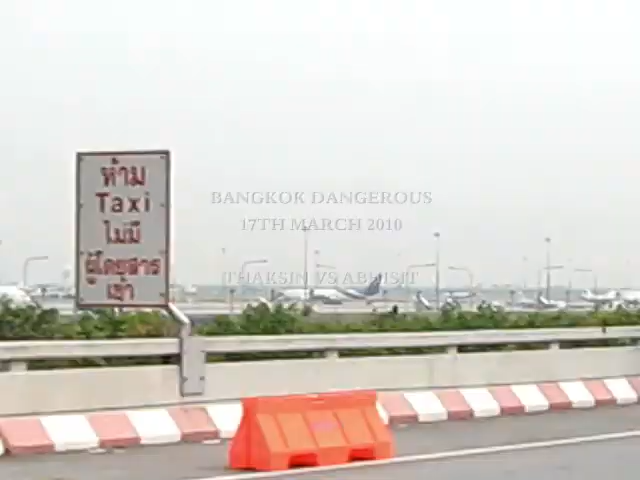 ห้าม
Taxi
ไม่มี
ผู้โดยสาร
เข้า
BANGKOK DANGEROUS
17TH MARCH 2010
THAKSIN VS ABHISIT